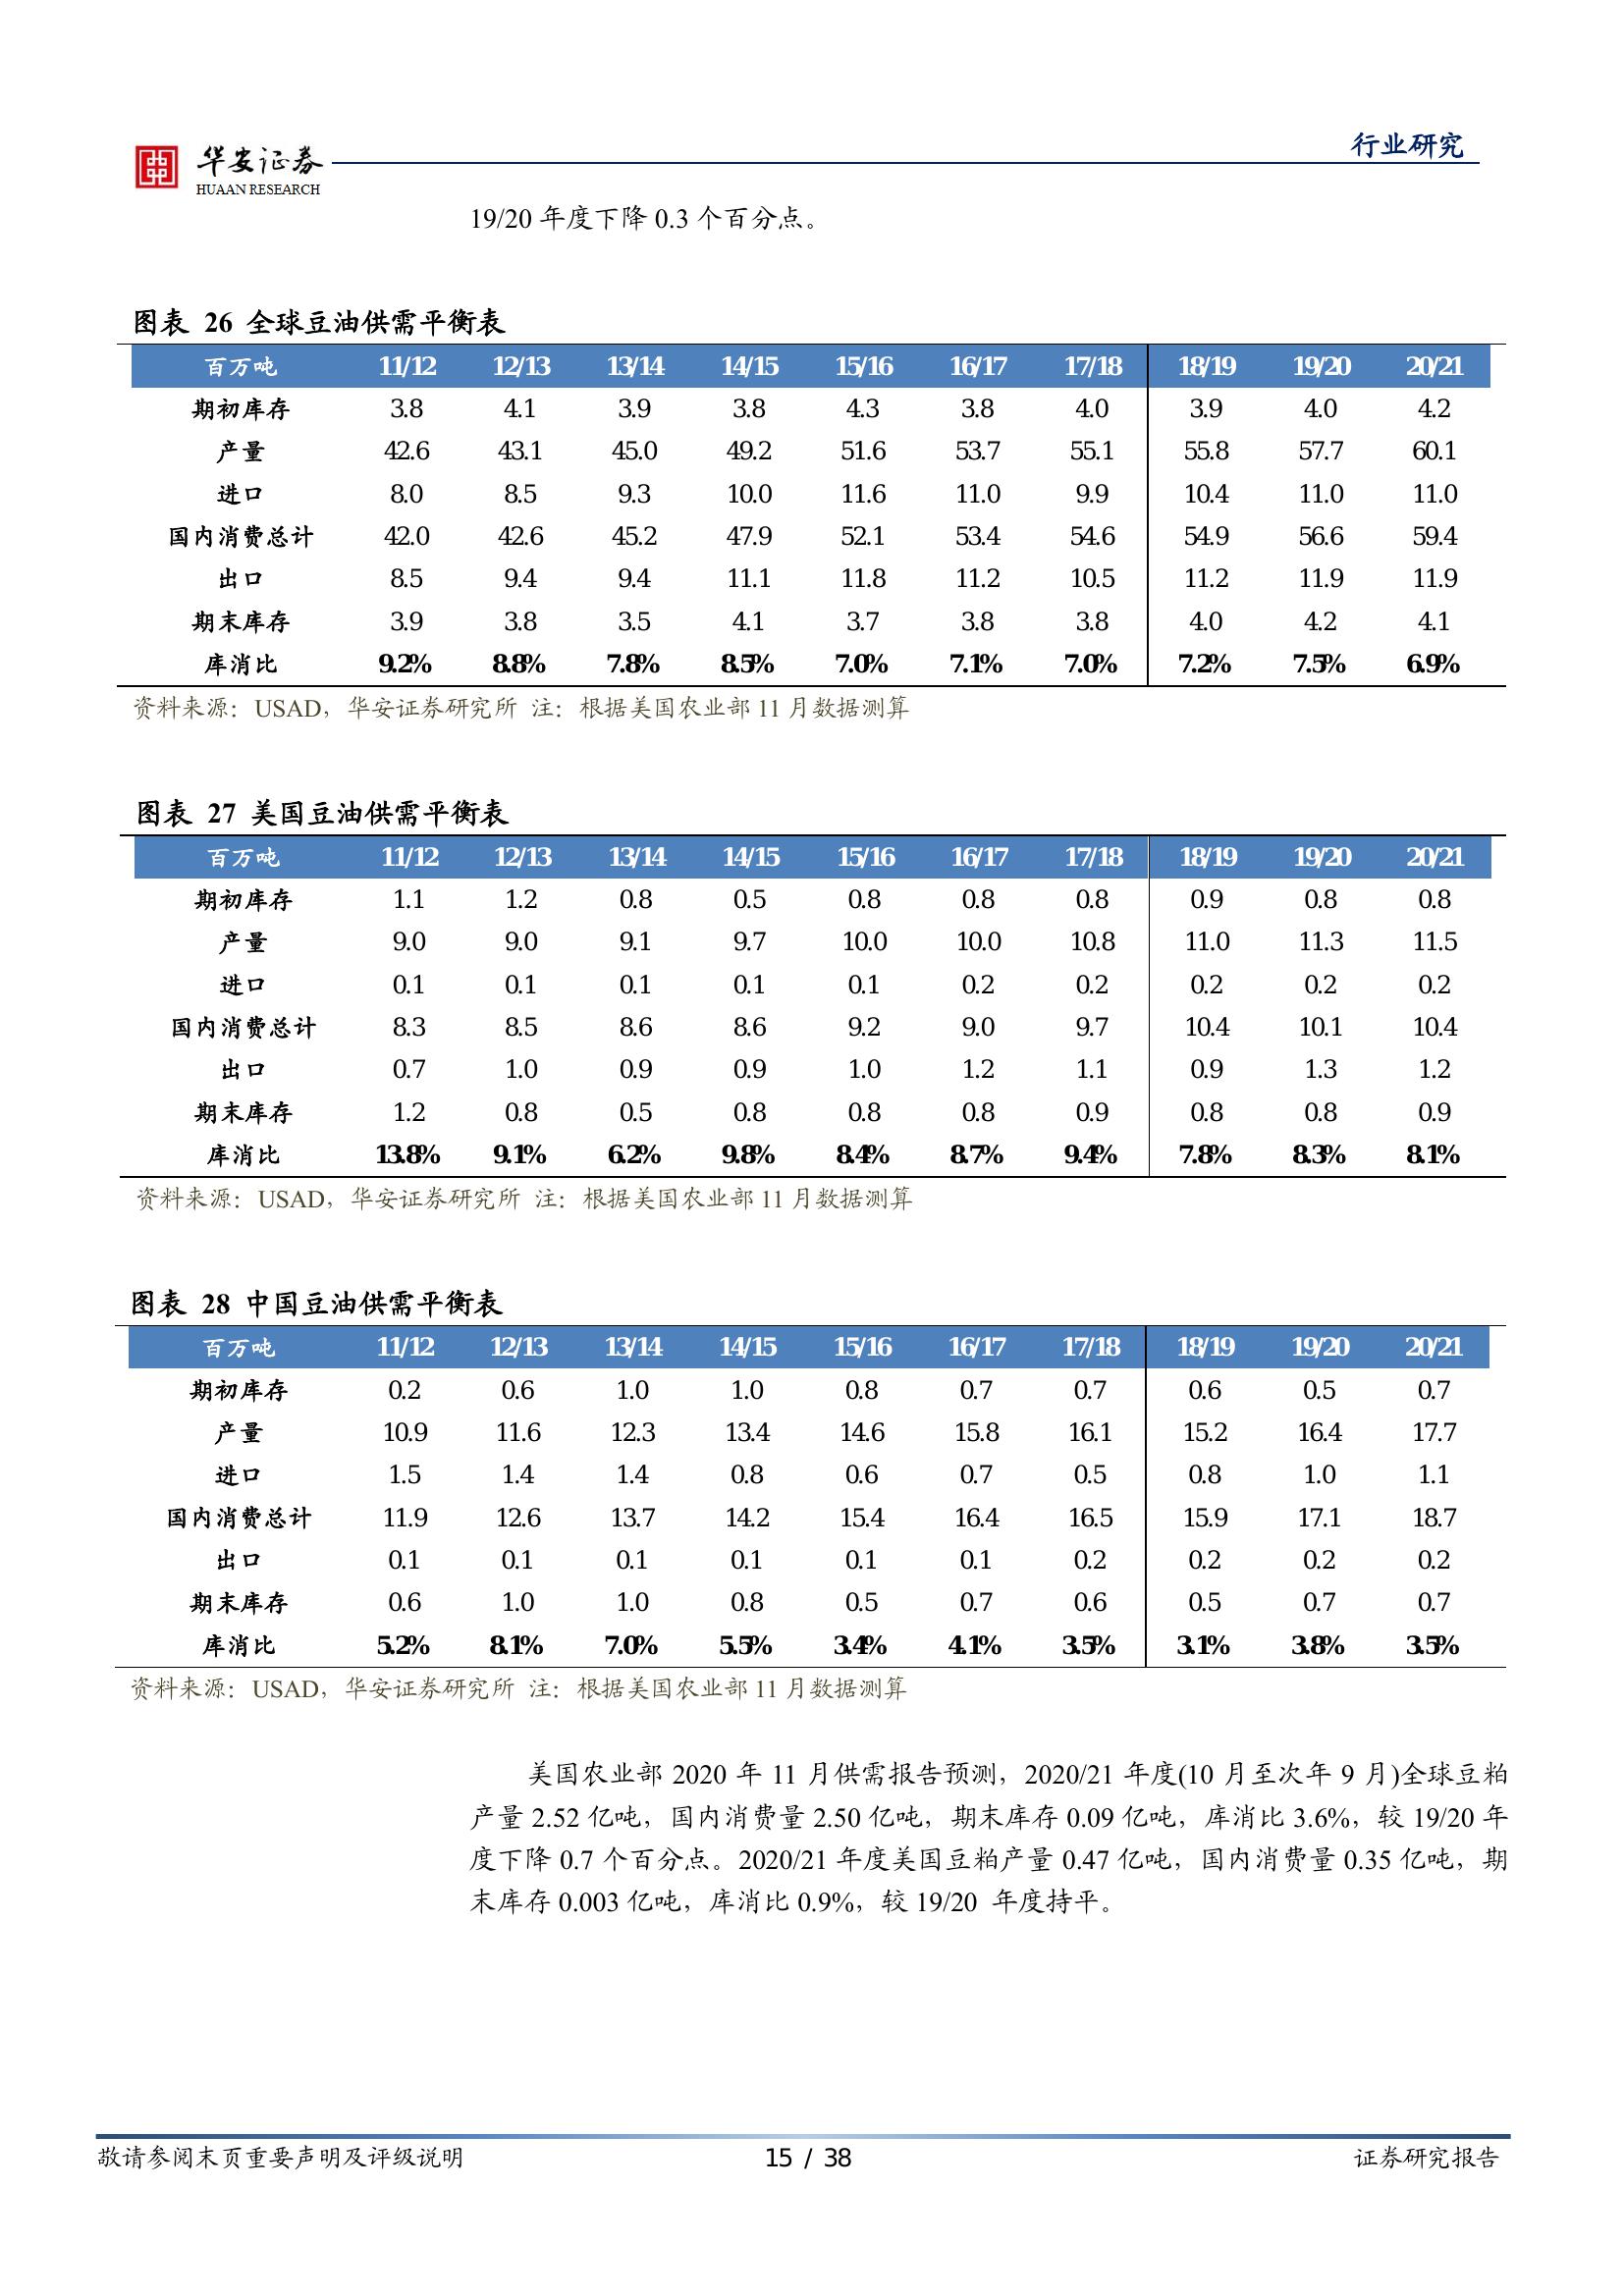 华安证券
HUAAN RESEARCH
行业研究
19/20 年度下降 0.3 个百分点。
图表 26 全球豆油供需平衡表
百万吨 11/12 12/13 13/14 14/15 15/16 16/17 17/18 18/19 19/20 20/21
期初库存 3.8 4.1 3.9 3.8 4.3 3.8 4.0 3.9 4.0 4.2
产量 42.6 43.1 45.0 49.2 51.6 53.7 55.1 55.8 57.7 60.1
进口 8.0 8.5 9.3 10.0 11.6 11.0 9.9 10.4 11.0 11.0
国内消费总计 42.0 42.6 45.2 47.9 52.1 53.4 54.6 54.9 56.6 59.4
出口 8.5 9.4 9.4 11.1 11.8 11.2 10.5 11.2 11.9 11.9
期末库存 3.9 3.8 3.5 4.1 3.7 3.8 3.8 4.0 4.2 4.1
库消比 9.2% 8.8% 7.8% 8.5% 7.0% 7.1% 7.0% 7.2% 7.5% 6.9%
资料来源：USAD，华安证券研究所 注：根据美国农业部 11 月数据测算
图表 27 美国豆油供需平衡表
百万吨 11/12 12/13 13/14 14/15 15/16 16/17 17/18 18/19 19/20 20/21
期初库存 1.1 1.2 0.8 0.5 0.8 0.8 0.8 0.9 0.8 0.8
产量 9.0 9.0 9.1 9.7 10.0 10.0 10.8 11.0 11.3 11.5
进口 0.1 0.1 0.1 0.1 0.1 0.2 0.2 0.2 0.2 0.2
国内消费总计 8.3 8.5 8.6 8.6 9.2 9.0 9.7 10.4 10.1 10.4
出口 0.7 1.0 0.9 0.9 1.0 1.2 1.1 0.9 1.3 1.2
期末库存 1.2 0.8 0.5 0.8 0.8 0.8 0.9 0.8 0.8 0.9
库消比 13.8% 9.1% 6.2% 9.8% 8.4% 8.7% 9.4% 7.8% 8.3% 8.1%
资料来源：USAD，华安证券研究所 注：根据美国农业部 11 月数据测算
图表 28 中国豆油供需平衡表
百万吨 11/12 12/13 13/14 14/15 15/16 16/17 17/18 18/19 19/20 20/21
期初库存 0.2 0.6 1.0 1.0 0.8 0.7 0.7 0.6 0.5 0.7
产量 10.9 11.6 12.3 13.4 14.6 15.8 16.1 15.2 16.4 17.7
进口 1.5 1.4 1.4 0.8 0.6 0.7 0.5 0.8 1.0 1.1
国内消费总计 11.9 12.6 13.7 14.2 15.4 16.4 16.5 15.9 17.1 18.7
出口 0.1 0.1 0.1 0.1 0.1 0.1 0.2 0.2 0.2 0.2
期末库存 0.6 1.0 1.0 0.8 0.5 0.7 0.6 0.5 0.7 0.7
库消比 5.2% 8.1% 7.0% 5.5% 3.4% 4.1% 3.5% 3.1% 3.8% 3.5%
资料来源：USAD，华安证券研究所 注：根据美国农业部 11 月数据测算
美国农业部 2020 年 11 月供需报告预测，2020/21 年度(10 月至次年 9 月)全球豆粕
产量 2.52 亿吨，国内消费量 2.50 亿吨，期末库存 0.09 亿吨，库消比 3.6%，较 19/20 年
度下降 0.7 个百分点。2020/21 年度美国豆粕产量 0.47 亿吨，国内消费量 0.35 亿吨，期
末库存 0.003 亿吨，库消比 0.9%，较 19/20 年度持平。
敬请参阅末页重要声明及评级说明 15 / 38 证券研究报告